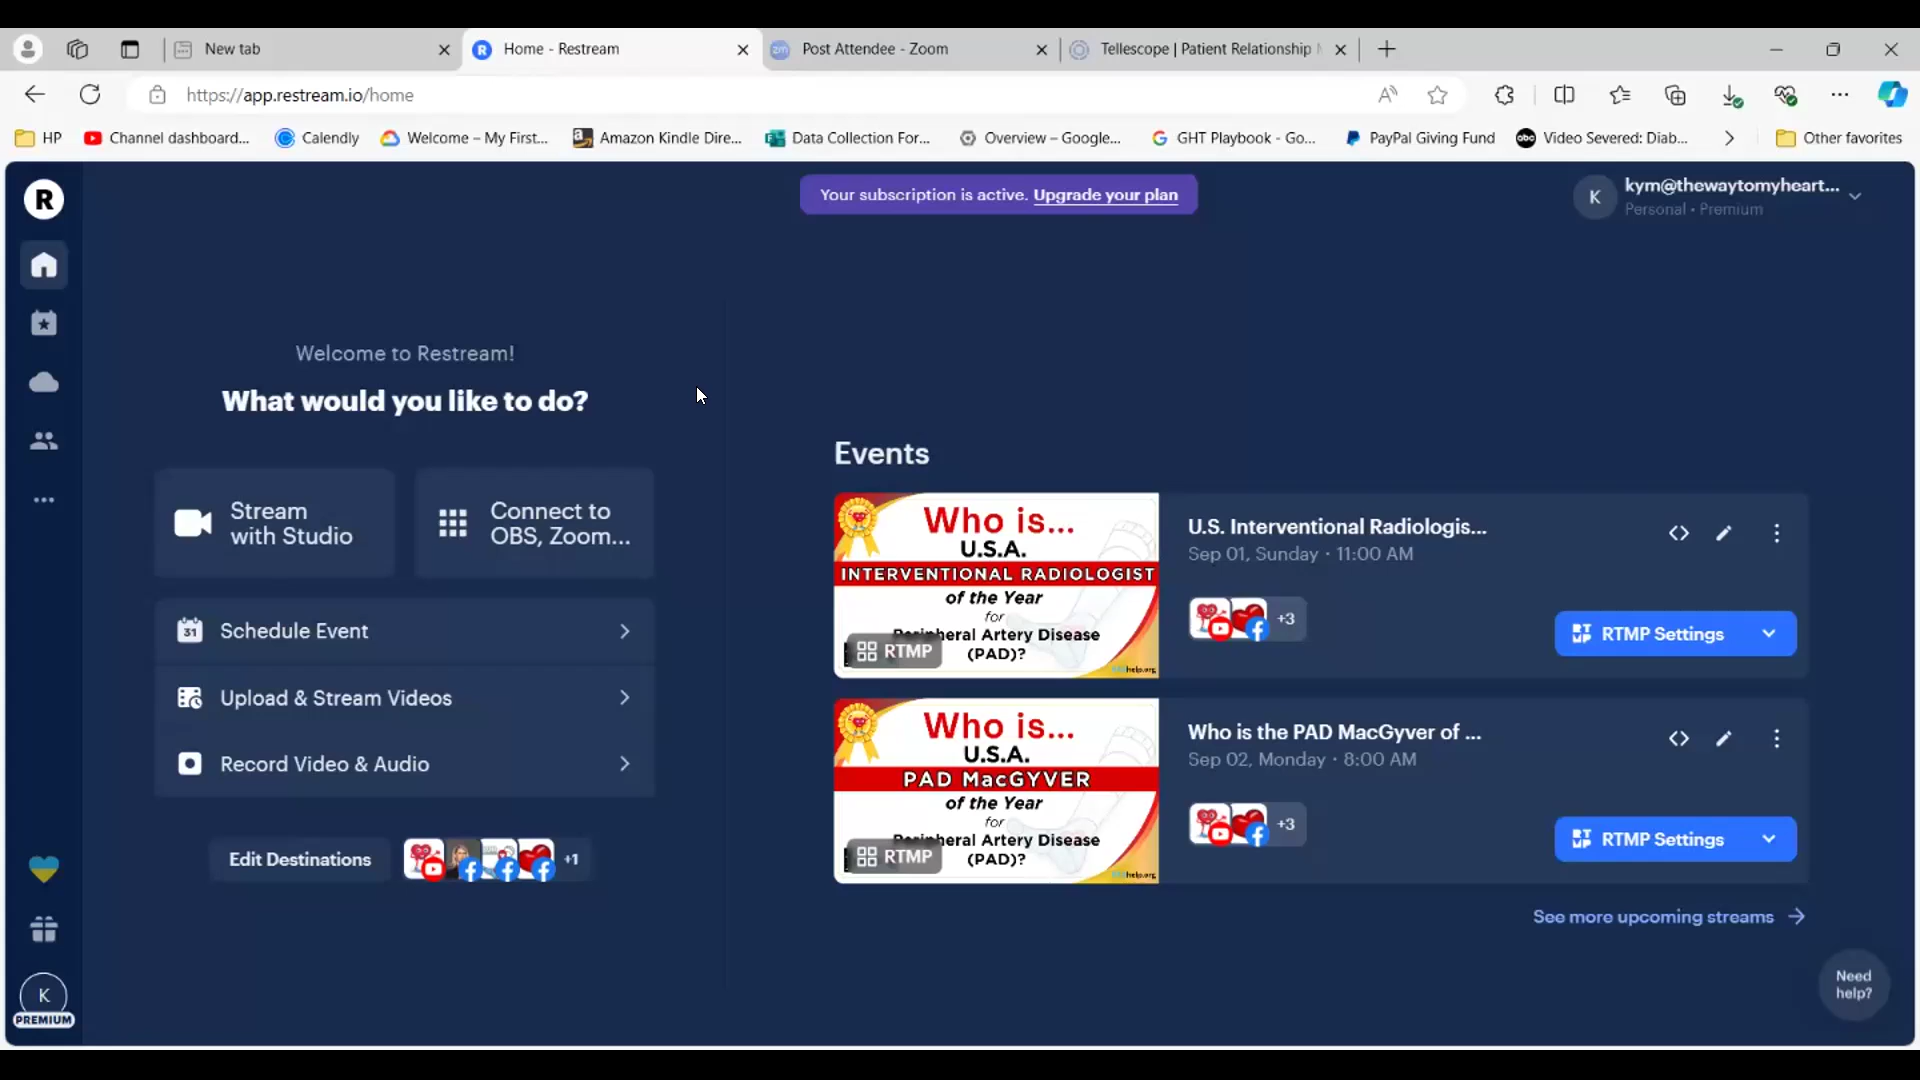 New tab
Home - Restream
Post Attendee - Zoom
Tellescope | Patient Relationship
https://app.restream.io/home
HP
Channel dashboard...
Calendly
Welcome – My First...
Amazon Kindle Dire...
Data Collection For...
Overview – Google...
GHT Playbook - Go...
PayPal Giving Fund
abc
Video Severed: Diab...
Other favorites
R
Your subscription is active. Upgrade your plan
K
kym@thewaytomyheart...
Personal • Premium
Welcome to Restream!
What would you like to do?
Stream
with Studio
Connect to
OBS, Zoom...
31
Schedule Event
Upload & Stream Videos
Record Video & Audio
Edit Destinations
+1
Events
Who is...
U.S.A.
INTERVENTIONAL RADIOLOGIST
of the Year
for
Peripheral Artery Disease
(PAD)?
RTMP
help.org
U.S. Interventional Radiologis...
Sep 01, Sunday • 11:00 AM
+3
RTMP Settings
Who is...
U.S.A.
PAD MacGYVER
of the Year
for
Peripheral Artery Disease
(PAD)?
RTMP
help.org
Who is the PAD MacGyver of ...
Sep 02, Monday • 8:00 AM
+3
RTMP Settings
See more upcoming streams
Need
help?
K
PREMIUM